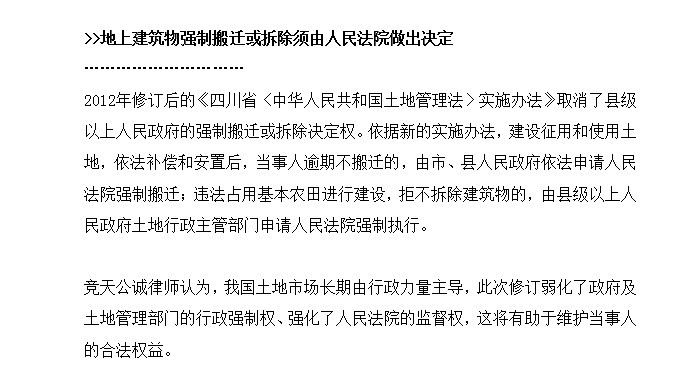 >>地上建筑物强制搬迁或拆除须由人民法院做出决定
------------------------------
2012年修订后的《四川省〈中华人民共和国土地管理法〉实施办法》取消了县级
以上人民政府的强制搬迁或拆除决定权。依据新的实施办法，建设征用和使用土
地，依法补偿和安置后，当事人逾期不搬迁的，由市、县人民政府依法申请人民
法院强制搬迁；违法占用基本农田进行建设，拒不拆除建筑物的，由县级以上人
民政府土地行政主管部门申请人民法院强制执行。
竞天公诚律师认为，我国土地市场长期由行政力量主导，此次修订弱化了政府及
土地管理部门的行政强制权、强化了人民法院的监督权，这将有助于维护当事人
的合法权益。